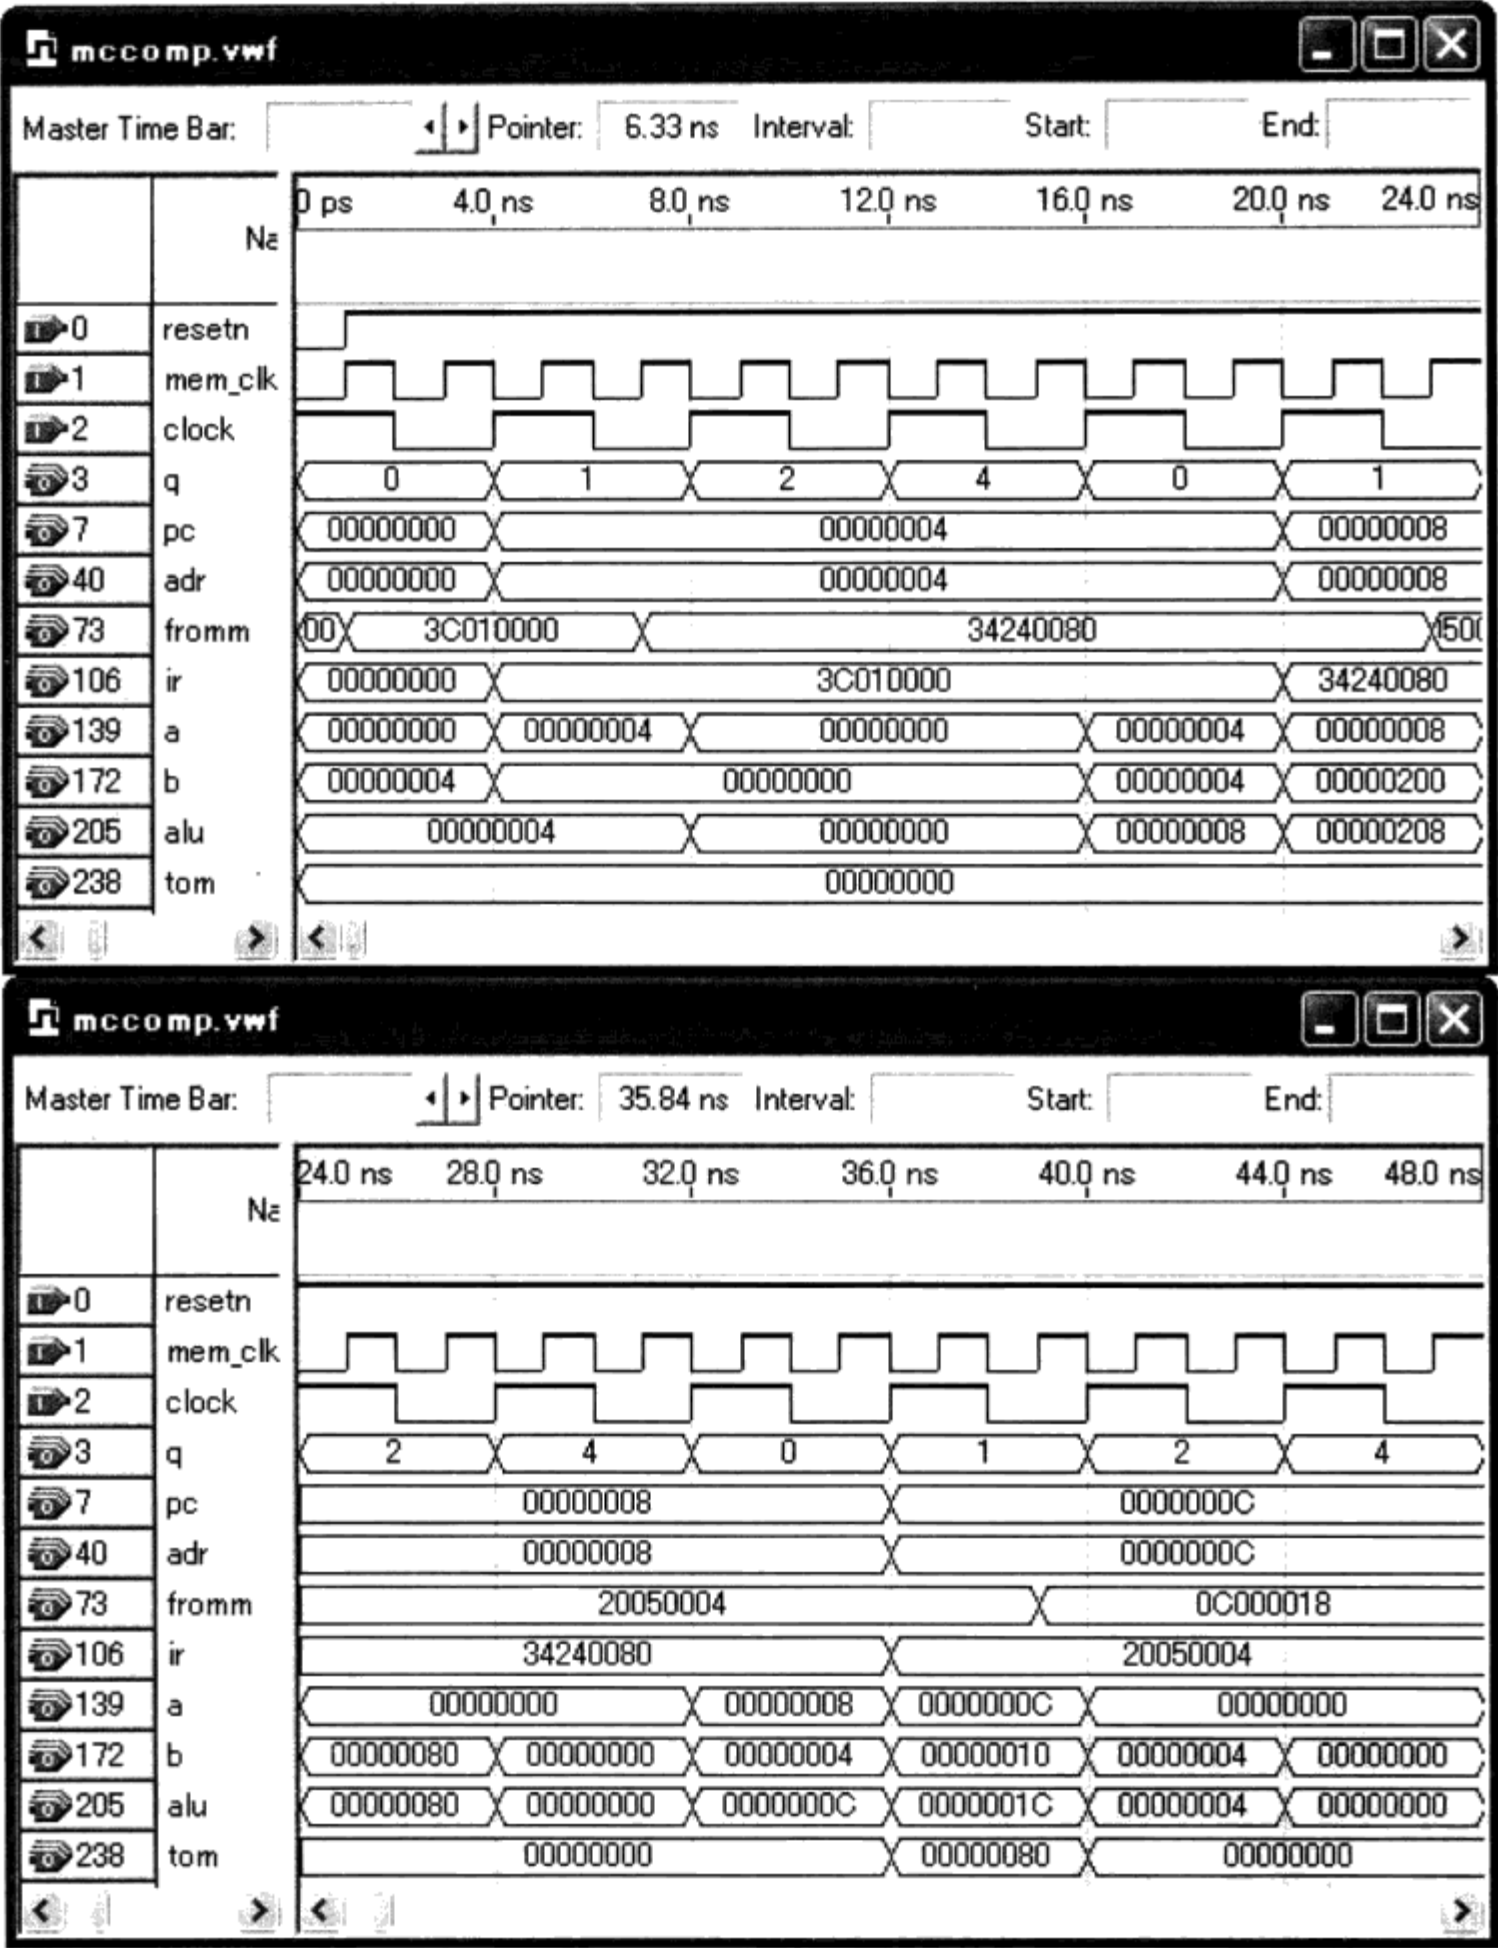 mccomp.vwf
Master Time Bar: Pointer: 6.33 ns Interval: Start: End:
0 ps 4.0 ns 8.0 ns 12.0 ns 16.0 ns 20.0 ns 24.0 ns
Na
0 resetn
1 mem_clk
2 clock
3 q 0 1 2 4 0 1
7 pc 00000000 00000004 00000008
40 adr 00000000 00000004 00000008
73 fromm 00 3C010000 34240080 1500
106 ir 00000000 3C010000 34240080
139 a 00000000 00000004 00000000 00000004 00000008
172 b 00000004 00000000 00000004 00000200
205 alu 00000004 00000000 00000008 00000208
238 tom 00000000
mccomp.vwf
Master Time Bar: Pointer: 35.84 ns Interval: Start: End:
24.0 ns 28.0 ns 32.0 ns 36.0 ns 40.0 ns 44.0 ns 48.0 ns
Na
0 resetn
1 mem_clk
2 clock
3 q 2 4 0 1 2 4
7 pc 00000008 0000000C
40 adr 00000008 0000000C
73 fromm 20050004 0C000018
106 ir 34240080 20050004
139 a 00000000 00000008 0000000C 00000000
172 b 00000080 00000000 00000004 00000010 00000004 00000000
205 alu 00000080 00000000 0000000C 0000001C 00000004 00000000
238 tom 00000000 00000080 00000000